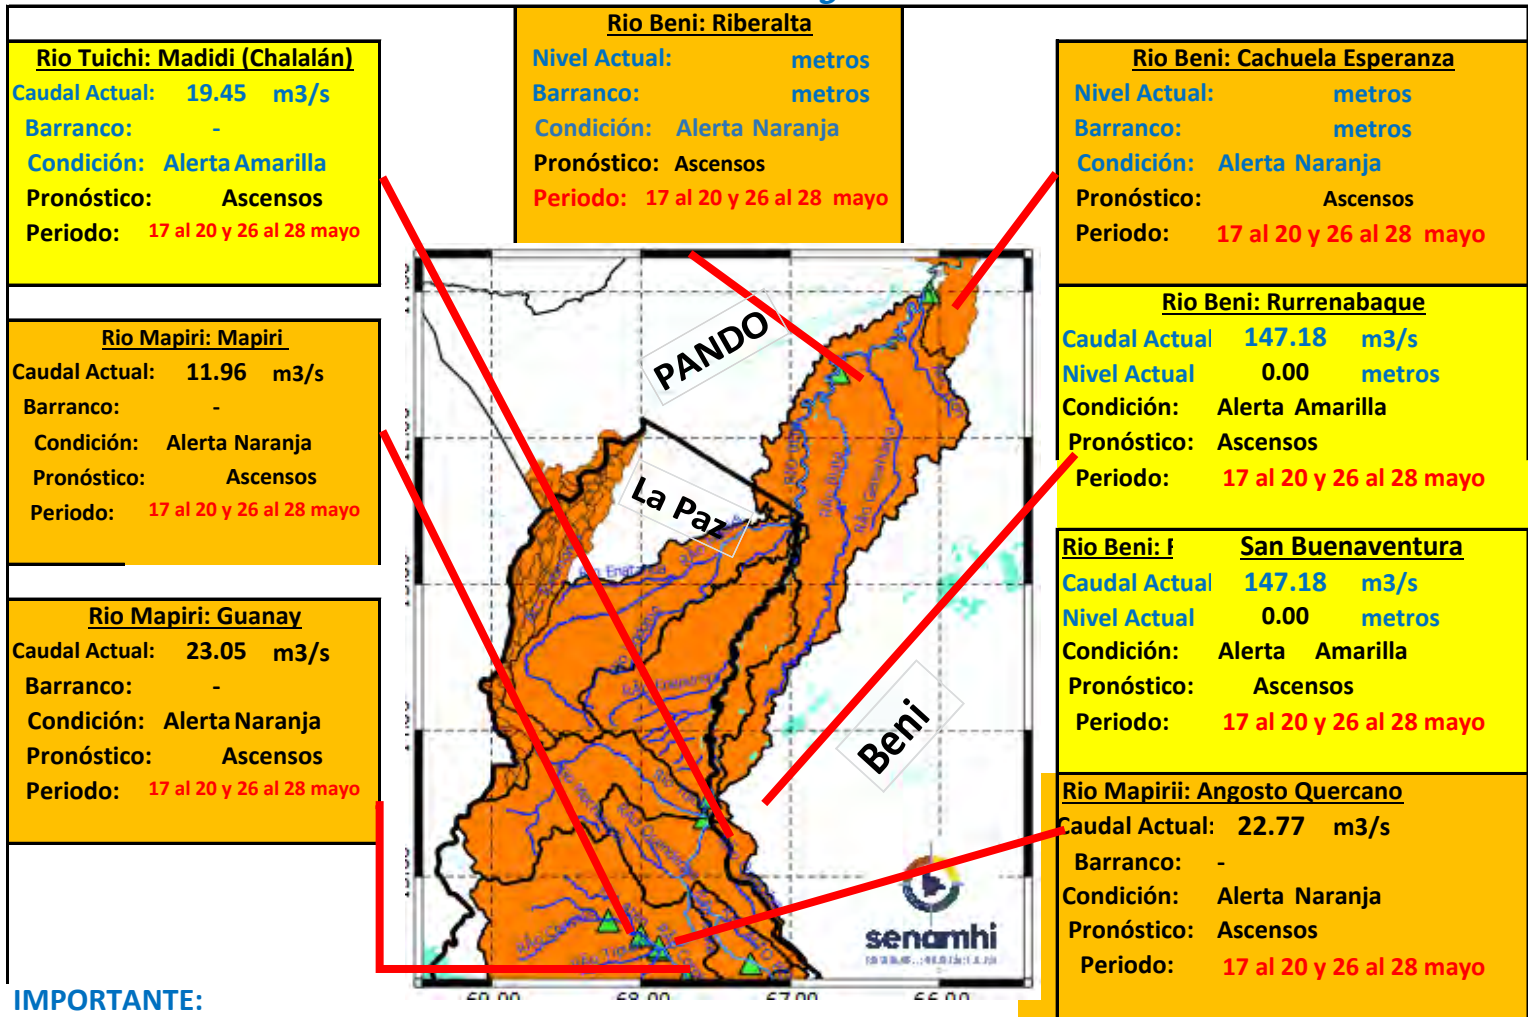 Rio Tuichi: Madidi (Chalalán)
Caudal Actual: 19.45 m3/s
Barranco: -
Condición: Alerta Amarilla
Pronóstico: Ascensos
Periodo: 17 al 20 y 26 al 28 mayo
Rio Mapiri: Mapiri
Caudal Actual: 11.96 m3/s
Barranco: -
Condición: Alerta Naranja
Pronóstico: Ascensos
Periodo: 17 al 20 y 26 al 28 mayo
Rio Mapiri: Guanay
Caudal Actual: 23.05 m3/s
Barranco: -
Condición: Alerta Naranja
Pronóstico: Ascensos
Periodo: 17 al 20 y 26 al 28 mayo
Rio Beni: Riberalta
Nivel Actual: metros
Barranco: metros
Condición: Alerta Naranja
Pronóstico: Ascensos
Periodo: 17 al 20 y 26 al 28 mayo
PANDO
La Paz
Beni
senamhi
69.00 68.00 67.00 66.00
Rio Beni: Cachuela Esperanza
Nivel Actual: metros
Barranco: metros
Condición: Alerta Naranja
Pronóstico: Ascensos
Periodo: 17 al 20 y 26 al 28 mayo
Rio Beni: Rurrenabaque
Caudal Actual 147.18 m3/s
Nivel Actual 0.00 metros
Condición: Alerta Amarilla
Pronóstico: Ascensos
Periodo: 17 al 20 y 26 al 28 mayo
Rio Beni: San Buenaventura
Caudal Actual 147.18 m3/s
Nivel Actual 0.00 metros
Condición: Alerta Amarilla
Pronóstico: Ascensos
Periodo: 17 al 20 y 26 al 28 mayo
Rio Mapirii: Angosto Quercano
Caudal Actual: 22.77 m3/s
Barranco: -
Condición: Alerta Naranja
Pronóstico: Ascensos
Periodo: 17 al 20 y 26 al 28 mayo
IMPORTANTE: